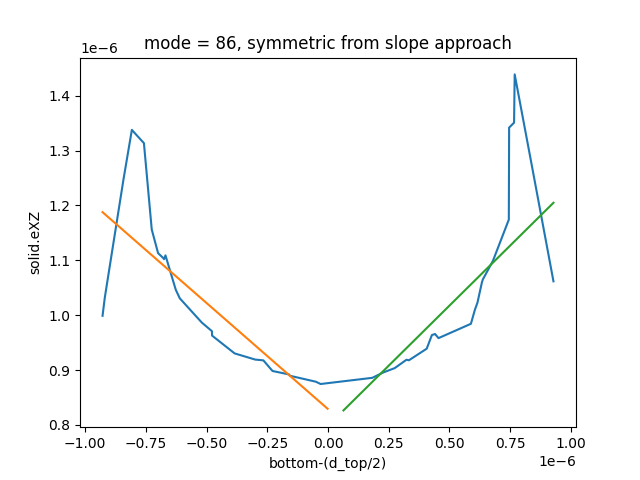 mode = 86, symmetric from slope approach
1e−6
1.4
1.3
1.2
1.1
1.0
0.9
0.8
solid.eXZ
−1.00 −0.75 −0.50 −0.25 0.00 0.25 0.50 0.75 1.00
bottom-(d_top/2)
1e−6